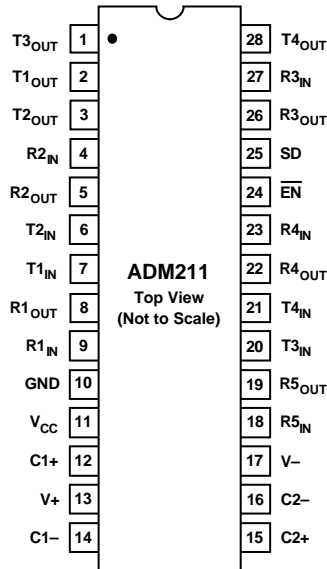 T3OUT 1 28 T4OUT
T1OUT 2 27 R3IN
T2OUT 3 26 R3OUT
R2IN 4 25 SD
R2OUT 5 24 EN
T2IN 6 23 R4IN
T1IN 7 22 R4OUT
ADM211
Top View
(Not to Scale)
R1OUT 8 21 T4IN
R1IN 9 20 T3IN
GND 10 19 R5OUT
VCC 11 18 R5IN
C1+ 12 17 V–
V+ 13 16 C2–
C1– 14 15 C2+